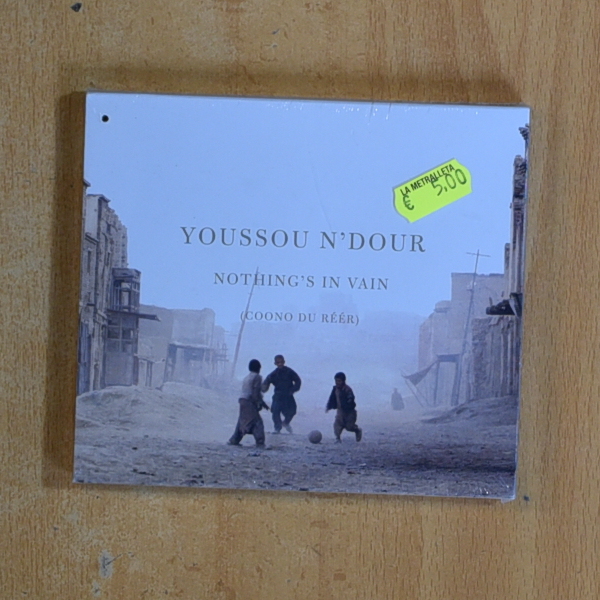 LA METRALLETA
€ 5,00
YOUSSOU N'DOUR
NOTHING'S IN VAIN
(COONO DU RÉÉR)